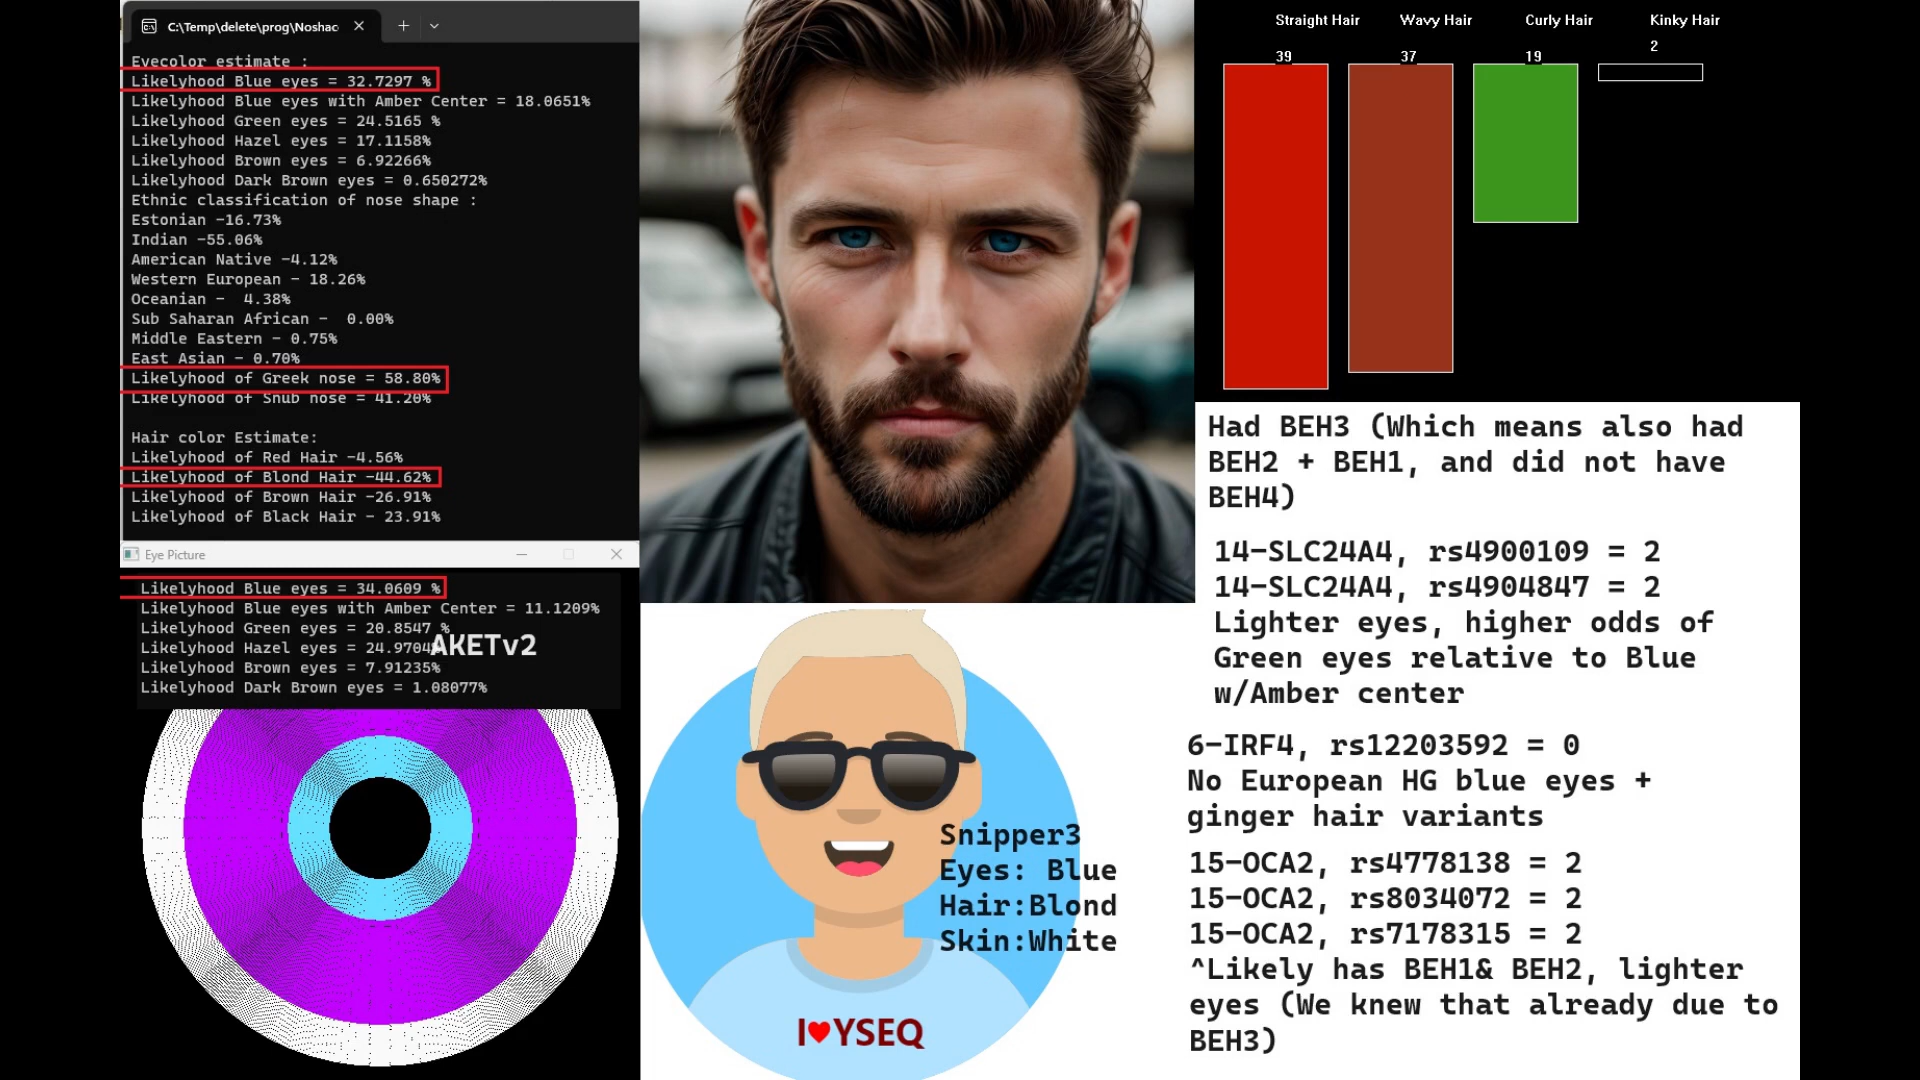 C:\Temp\delete\prog\Noshac
Eyecolor estimate :
Likelyhood Blue eyes = 32.7297 %
Likelyhood Blue eyes with Amber Center = 18.0651%
Likelyhood Green eyes = 24.5165 %
Likelyhood Hazel eyes = 17.1158%
Likelyhood Brown eyes = 6.92266%
Likelyhood Dark Brown eyes = 0.650272%
Ethnic classification of nose shape :
Estonian -16.73%
Indian -55.06%
American Native -4.12%
Western European - 18.26%
Oceanian -  4.38%
Sub Saharan African -  0.00%
Middle Eastern - 0.75%
East Asian - 0.70%
Likelyhood of Greek nose = 58.80%
Likelyhood of Snub nose = 41.20%
Hair color Estimate:
Likelyhood of Red Hair -4.56%
Likelyhood of Blond Hair -44.62%
Likelyhood of Brown Hair -26.91%
Likelyhood of Black Hair - 23.91%
Eye Picture
Likelyhood Blue eyes = 34.0609 %
Likelyhood Blue eyes with Amber Center = 11.1209%
Likelyhood Green eyes = 20.8547 %
Likelyhood Hazel eyes = 24.9704
AKETv2
Likelyhood Brown eyes = 7.91235%
Likelyhood Dark Brown eyes = 1.08077%
Snipper3
Eyes: Blue
Hair:Blond
Skin:White
I♥YSEQ
Straight Hair Wavy Hair Curly Hair Kinky Hair
39 37 19 2
Had BEH3 (Which means also had
BEH2 + BEH1, and did not have
BEH4)
14-SLC24A4, rs4900109 = 2
14-SLC24A4, rs4904847 = 2
Lighter eyes, higher odds of
Green eyes relative to Blue
w/Amber center
6-IRF4, rs12203592 = 0
No European HG blue eyes +
ginger hair variants
15-OCA2, rs4778138 = 2
15-OCA2, rs8034072 = 2
15-OCA2, rs7178315 = 2
^Likely has BEH1& BEH2, lighter
eyes (We knew that already due to
BEH3)